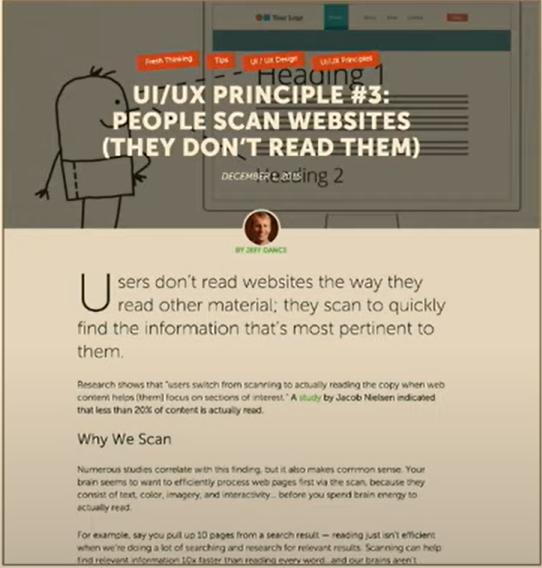 Your Logo
Fresh Thinking Tips UI / UX Design UI/UX Principles
Heading 1
UI/UX PRINCIPLE #3:
PEOPLE SCAN WEBSITES
(THEY DON'T READ THEM)
DECEMBER
Heading 2
BY JEFF DANCE
Users don't read websites the way they
read other material; they scan to quickly
find the information that's most pertinent to
them.
Research shows that "users switch from scanning to actually reading the copy when web
content helps [them] focus on sections of interest." A study by Jacob Nielsen indicated
that less than 20% of content is actually read.
Why We Scan
Numerous studies correlate with this finding, but it also makes common sense. Your
brain seems to want to efficiently process web pages first via the scan, because they
consist of text, color, imagery, and interactivity... before you spend brain energy to
actually read.
For example, say you pull up 10 pages from a search result — reading just isn't efficient
when we're doing a lot of searching and research for relevant results. Scanning can help
find relevant information 10x faster than reading every word...and our brains aren't